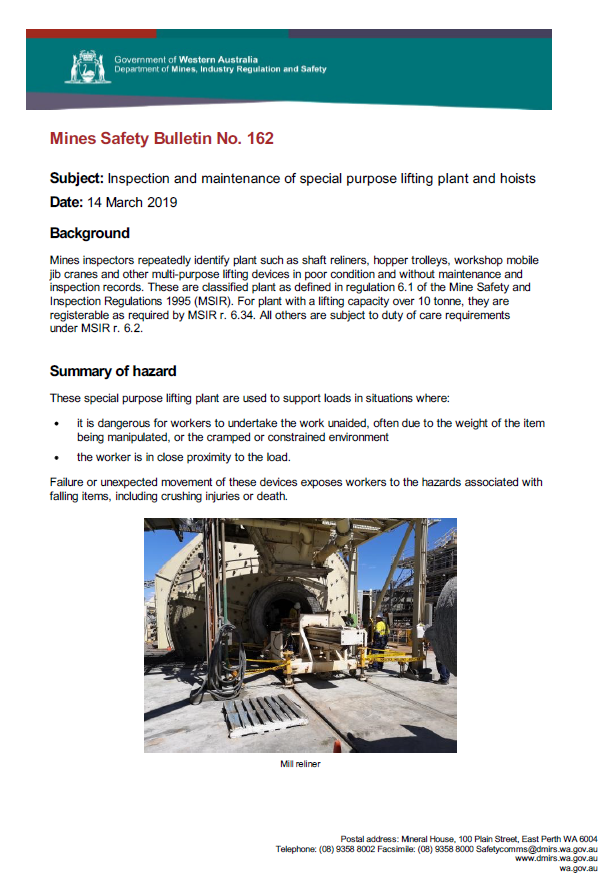 Government of Western Australia
Department of Mines, Industry Regulation and Safety
Mines Safety Bulletin No. 162
Subject: Inspection and maintenance of special purpose lifting plant and hoists
Date: 14 March 2019
Background
Mines inspectors repeatedly identify plant such as shaft reliners, hopper trolleys, workshop mobile
jib cranes and other multi-purpose lifting devices in poor condition and without maintenance and
inspection records. These are classified plant as defined in regulation 6.1 of the Mine Safety and
Inspection Regulations 1995 (MSIR). For plant with a lifting capacity over 10 tonne, they are
registerable as required by MSIR r. 6.34. All others are subject to duty of care requirements
under MSIR r. 6.2.
Summary of hazard
These special purpose lifting plant are used to support loads in situations where:
• it is dangerous for workers to undertake the work unaided, often due to the weight of the item
being manipulated, or the cramped or constrained environment
• the worker is in close proximity to the load.
Failure or unexpected movement of these devices exposes workers to the hazards associated with
falling items, including crushing injuries or death.
Mill reliner
Postal address: Mineral House, 100 Plain Street, East Perth WA 6004
Telephone: (08) 9358 8002 Facsimile: (08) 9358 8000 Safetycomms@dmirs.wa.gov.au
www.dmirs.wa.gov.au
wa.gov.au